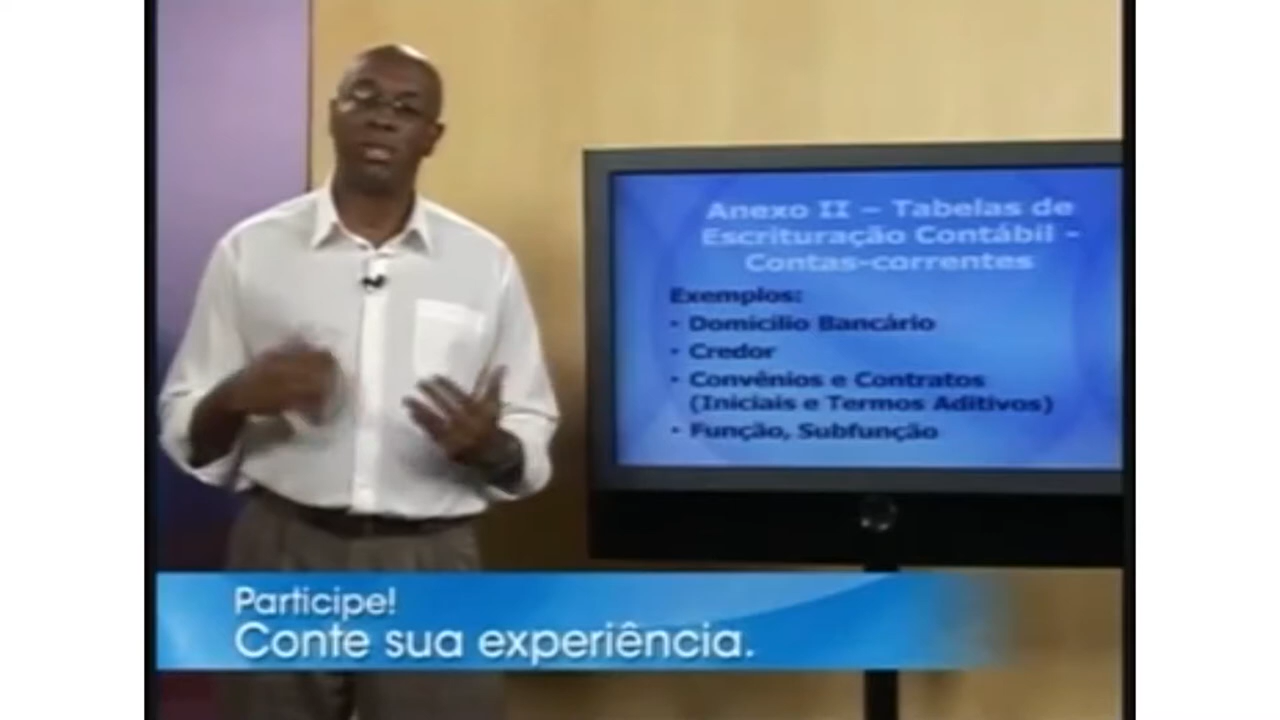 Anexo II – Tabelas de
Escrituração Contábil -
Contas-correntes
Exemplos:
• Domicílio Bancário
• Credor
• Convênios e Contratos
(Iniciais e Termos Aditivos)
• Função, Subfunção
Participe!
Conte sua experiência.